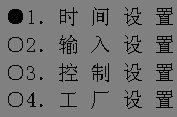 ●1. 时间设置
○2. 输入设置
○3. 控制设置
○4. 工厂设置